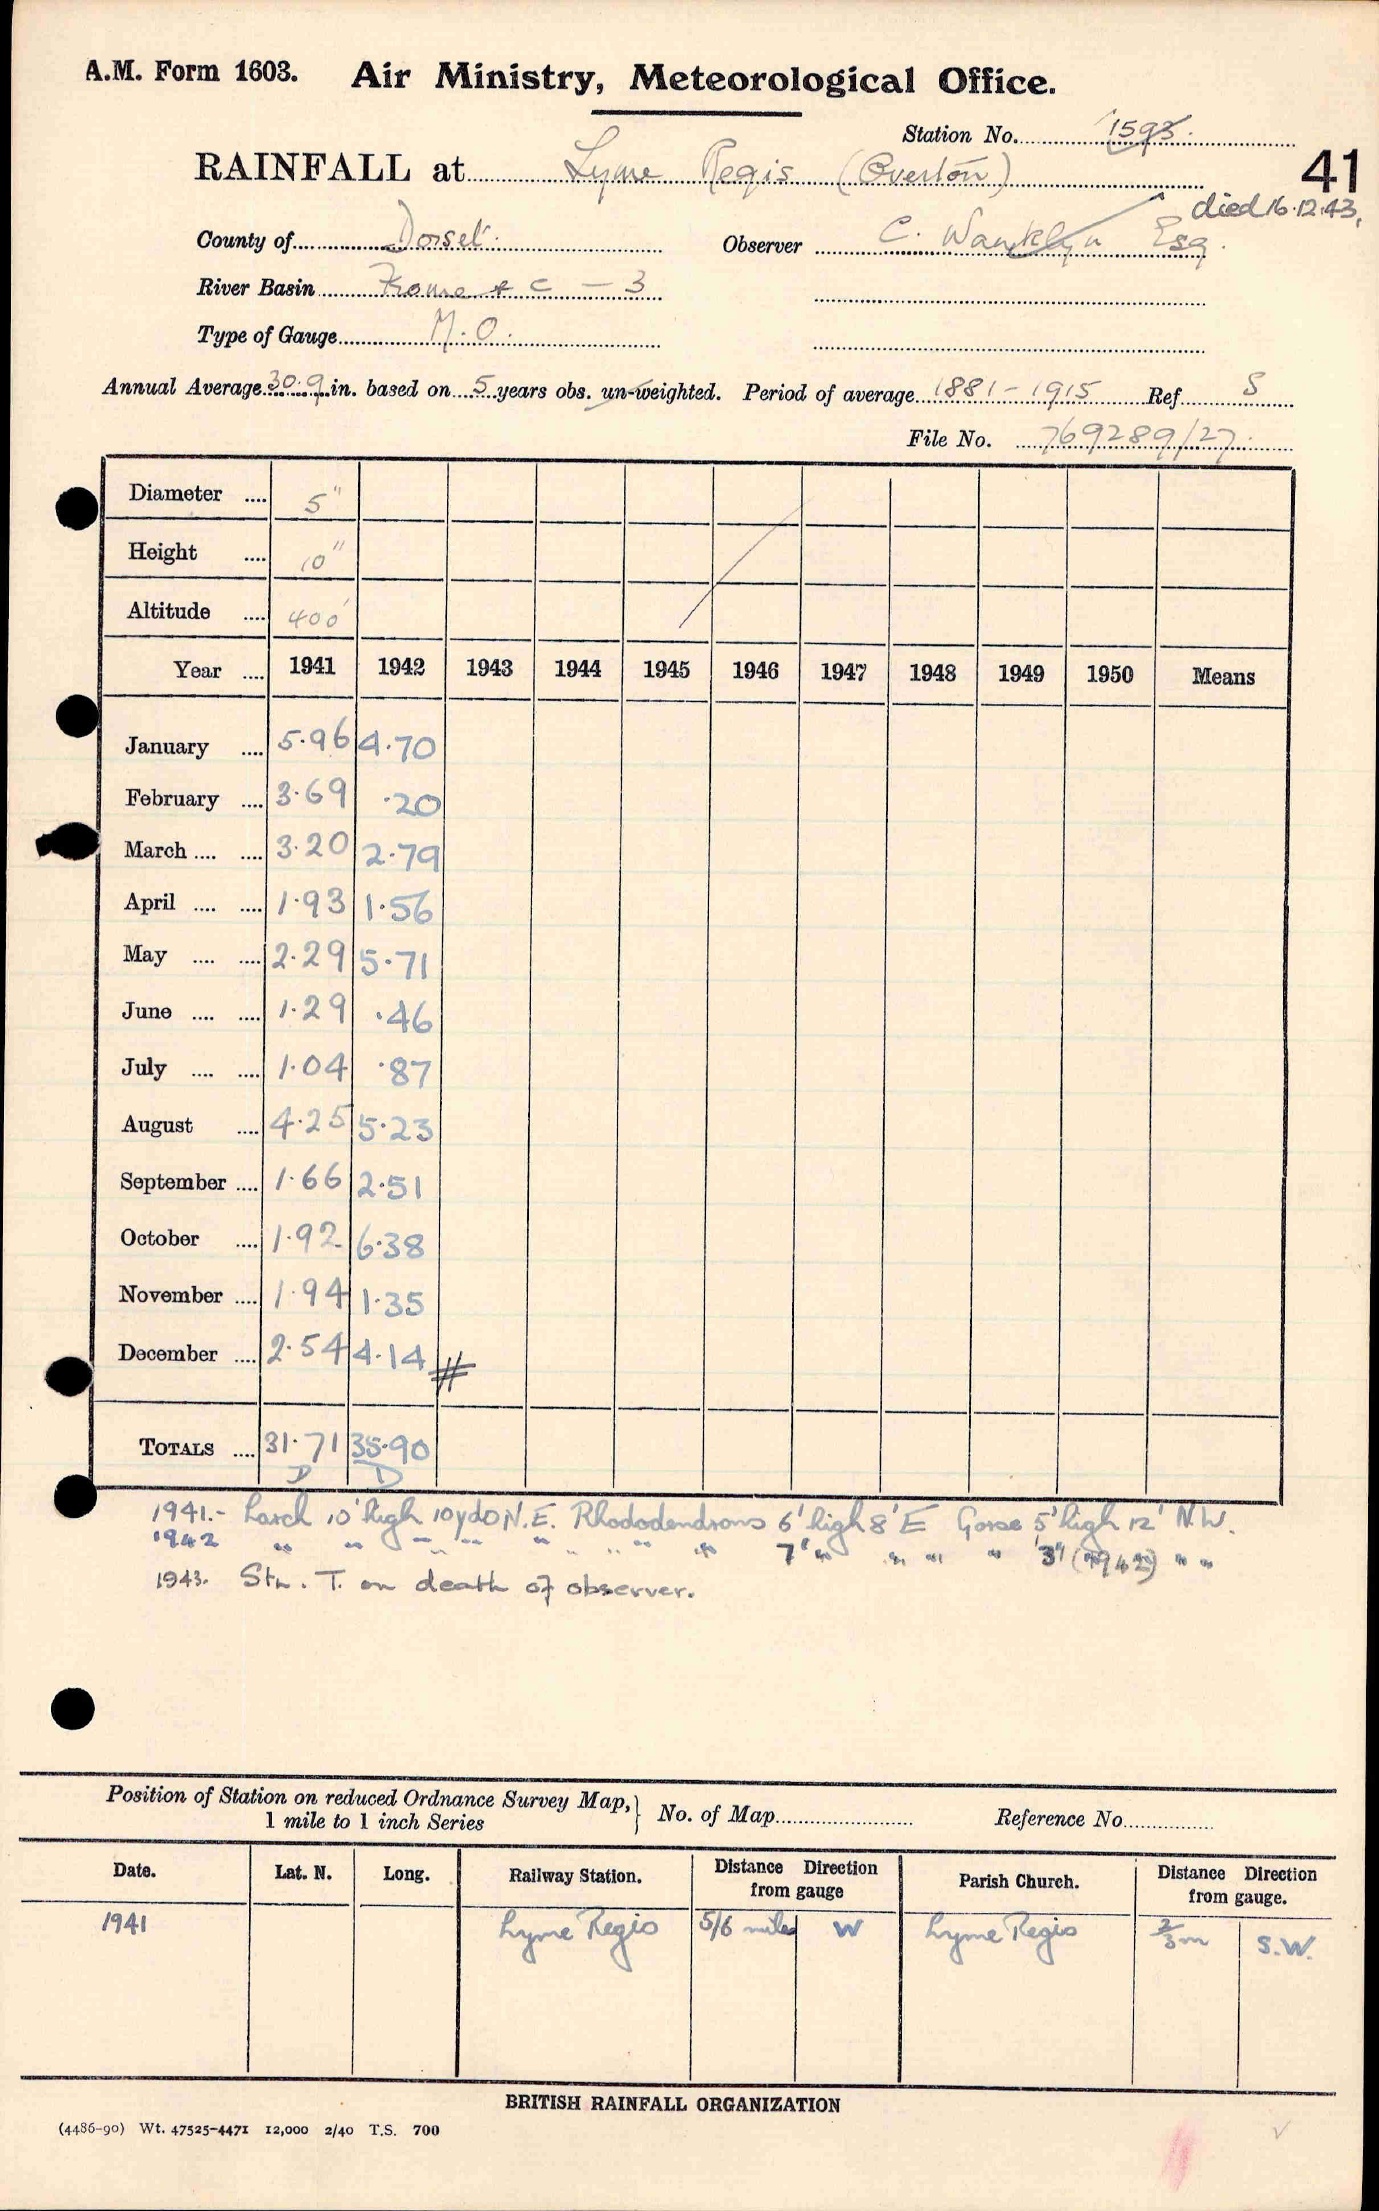 A.M. Form 1603. Air Ministry, Meteorological Office.
Station No. 1593.
RAINFALL at Lyme Regis (Overton)
41
died 16.12.43.
County of Dorset. Observer C. Wanklyn Esq.
River Basin Frome & C - 3
Type of Gauge M.O.
Annual Average 30.9 in. based on 5 years obs. un-weighted. Period of average 1881-1915 Ref S
File No. 769289/27.
Diameter .... 5"
Height .... 10"
Altitude .... 400'
Year .... 1941 1942 1943 1944 1945 1946 1947 1948 1949 1950 Means
January .... 5.96 4.70
February .... 3.69 .20
March .... .... 3.20 2.79
April .... .... 1.93 1.56
May .... .... 2.29 5.71
June .... .... 1.29 .46
July .... .... 1.04 .87
August .... 4.25 5.23
September .... 1.66 2.51
October .... 1.92 6.38
November .... 1.94 1.35
December .... 2.54 4.14 #
TOTALS .... 31.71 35.90
D D
1941.- Larch 10' high 10yds N.E. Rhododendrons 6' high 8' E Gorse 5' high 12' N.W.
1942 " " " " " " " " " 7' " " " " 3' (1942) " "
1943. Stn. T. on death of observer.
Position of Station on reduced Ordnance Survey Map, 1 mile to 1 inch Series } No. of Map Reference No.
Date. Lat. N. Long. Railway Station. Distance Direction from gauge Parish Church. Distance Direction from gauge.
1941 Lyme Regis 5/6 miles W Lyme Regis 2/3 m S.W.
BRITISH RAINFALL ORGANIZATION
(4486-90) Wt. 47525-4471 12,000 2/40 T.S. 700